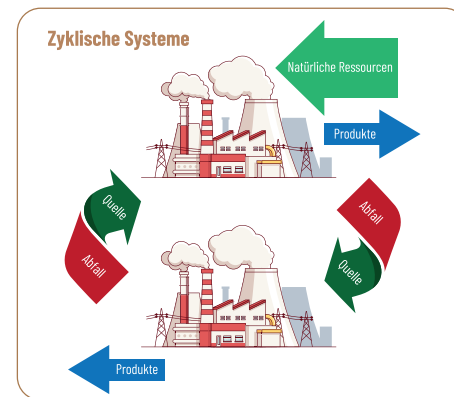 Zyklische Systeme
Natürliche Ressourcen
Produkte
Quelle
Abfall
Abfall
Quelle
Produkte